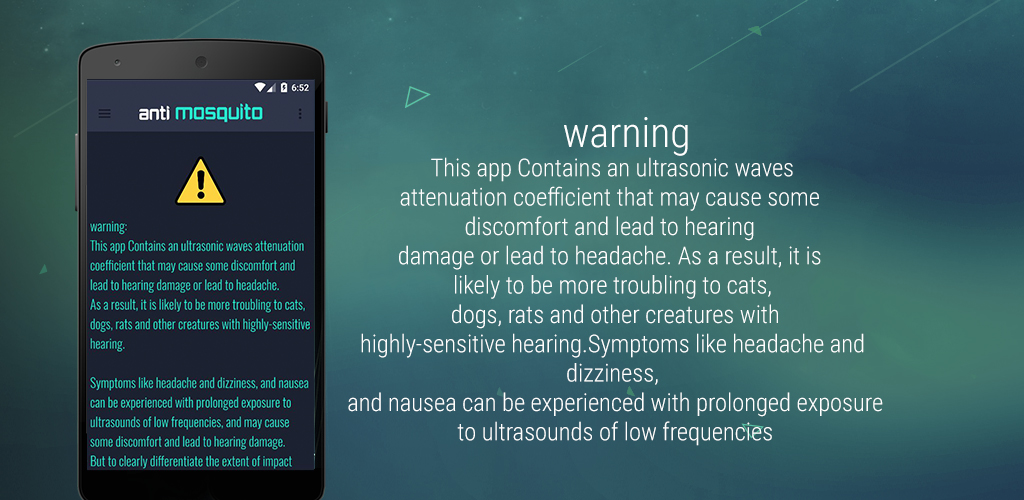 6:52
anti mosquito
warning:
This app Contains an ultrasonic waves attenuation
coefficient that may cause some discomfort and
lead to hearing damage or lead to headache.
As a result, it is likely to be more troubling to cats,
dogs, rats and other creatures with highly-sensitive
hearing.
Symptoms like headache and dizziness, and nausea
can be experienced with prolonged exposure to
ultrasounds of low frequencies, and may cause
some discomfort and lead to hearing damage.
But to clearly differentiate the extent of impact
warning
This app Contains an ultrasonic waves
attenuation coefficient that may cause some
discomfort and lead to hearing
damage or lead to headache. As a result, it is
likely to be more troubling to cats,
dogs, rats and other creatures with
highly-sensitive hearing.Symptoms like headache and
dizziness,
and nausea can be experienced with prolonged exposure
to ultrasounds of low frequencies